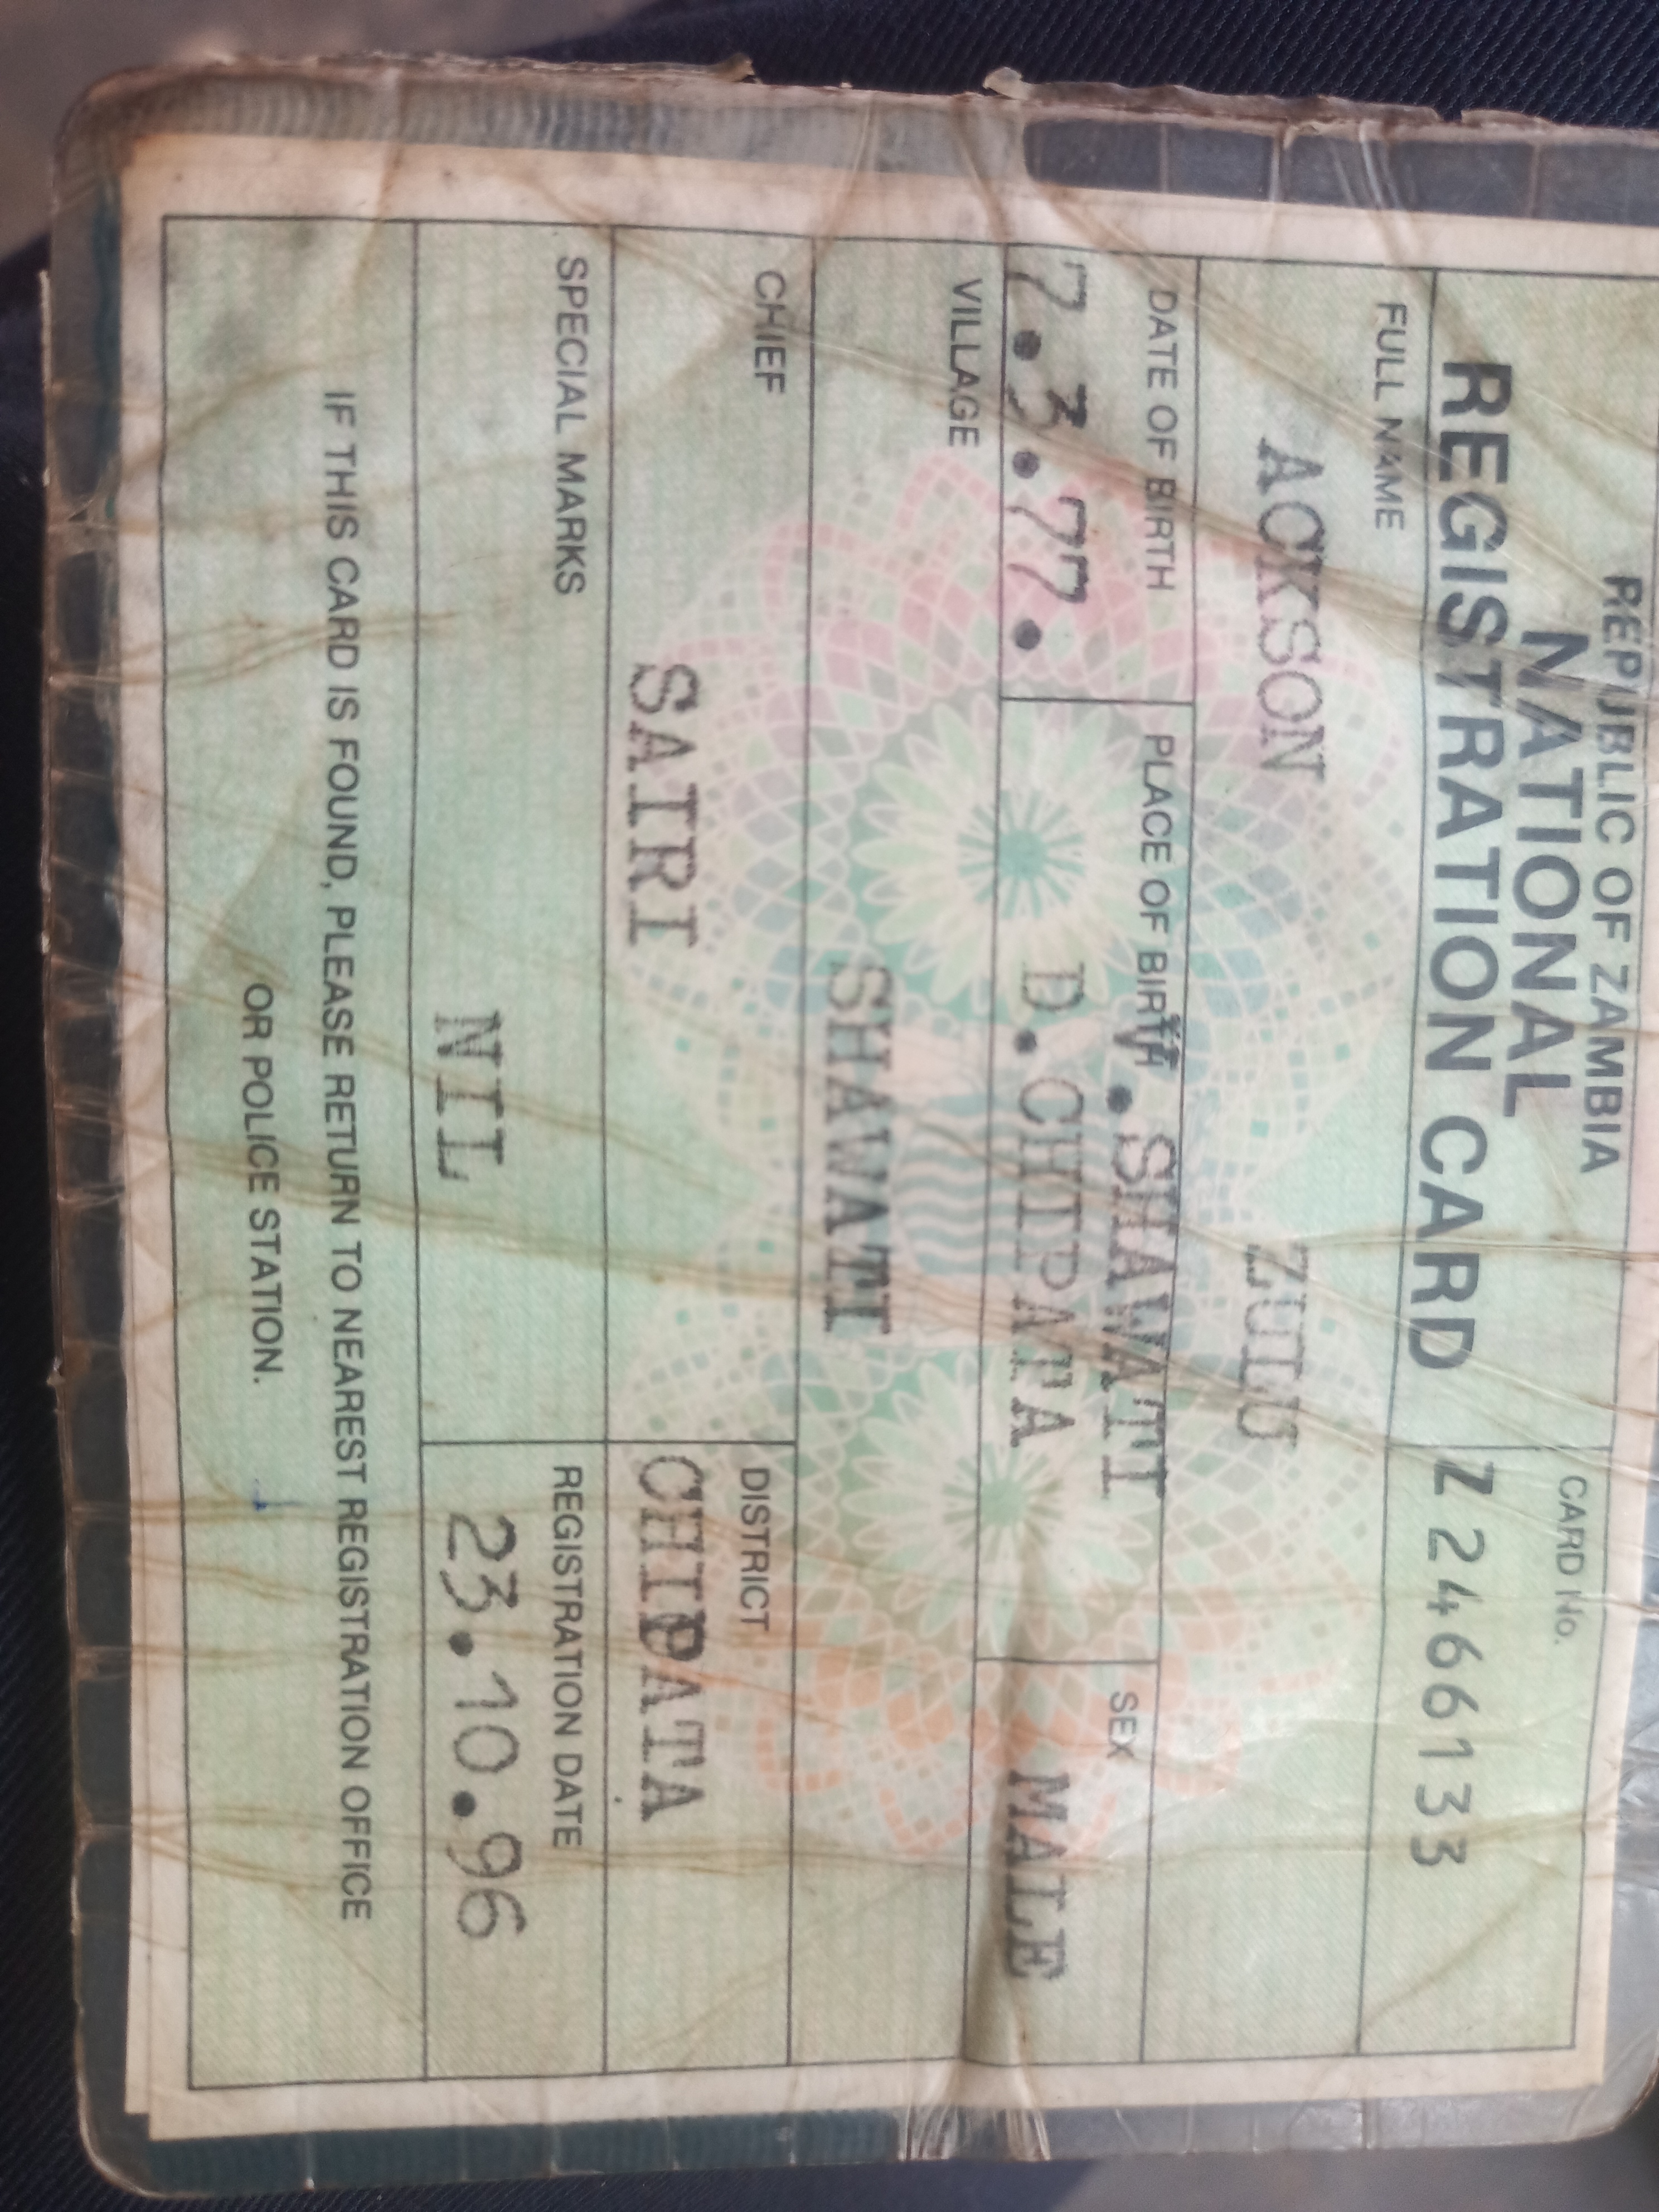 REPUBLIC OF ZAMBIA
NATIONAL
REGISTRATION CARD
CARD No.
Z 2466133
FULL NAME
ACKSON ZULU
DATE OF BIRTH
7.3.77.
PLACE OF BIRTH
V.SHAWATI
D.CHIPATA
SEX
MALE
VILLAGE
SHAWATI
CHIEF
SAIRI
DISTRICT
CHIPATA
SPECIAL MARKS
NIL
REGISTRATION DATE
23.10.96
IF THIS CARD IS FOUND, PLEASE RETURN TO NEAREST REGISTRATION OFFICE
OR POLICE STATION.